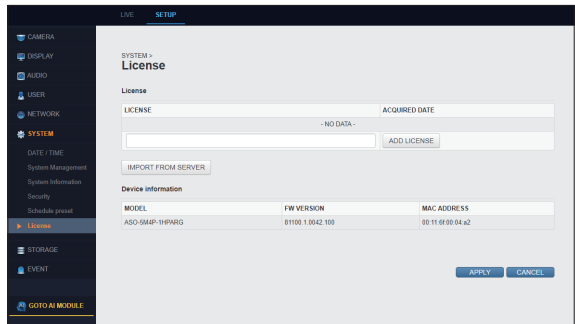 LIVE SETUP
CAMERA
DISPLAY
AUDIO
USER
NETWORK
SYSTEM
DATE / TIME
System Management
System Information
Security
Schedule preset
License
STORAGE
EVENT
GOTO AI MODULE
SYSTEM >
License
License
LICENSE ACQUIRED DATE
- NO DATA -
ADD LICENSE
IMPORT FROM SERVER
Device information
MODEL FW VERSION MAC ADDRESS
ASO-5M4P-1HPARG 81100.1.0042.100 00:11:6f:00:04:a2
APPLY CANCEL